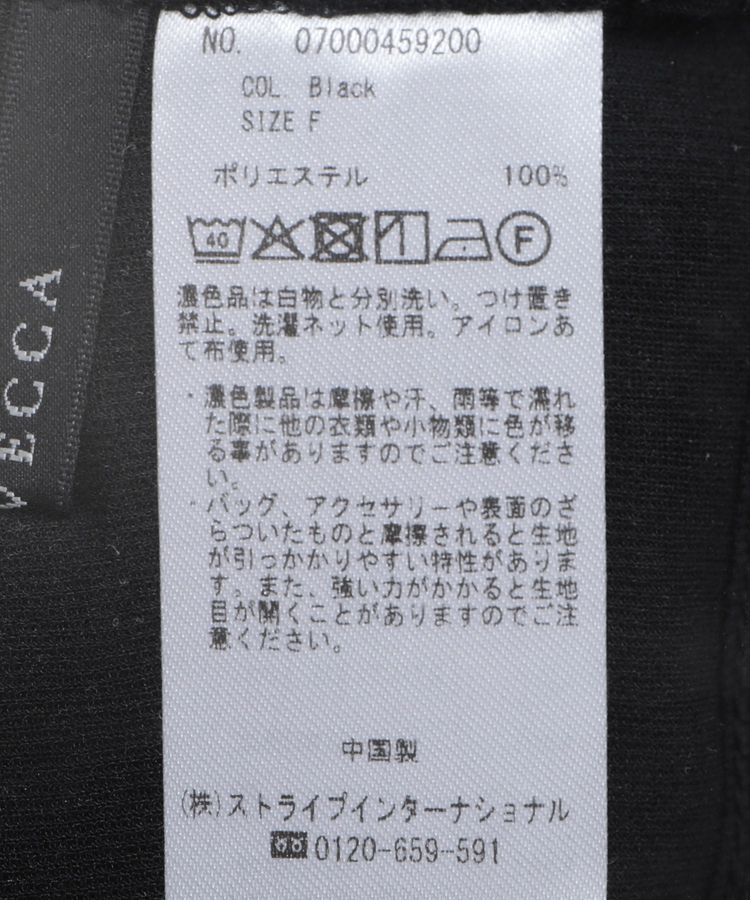 NO. 07000459200
COL. Black
SIZE F
ポリエステル 100%
40 F
濃色品は白物と分別洗い。つけ置き
禁止。洗濯ネット使用。アイロンあ
て布使用。
・濃色製品は摩擦や汗、雨等で濡れ
た際に他の衣類や小物類に色が移
る事がありますのでご注意くださ
い。
・バッグ、アクセサリーや表面のざ
らついたものと摩擦されると生地
が引っかかりやすい特性がありま
す。また、強い力がかかると生地
目が開くことがありますのでご注
意ください。
中国製
(株)ストライプインターナショナル
0120-659-591
VECCA